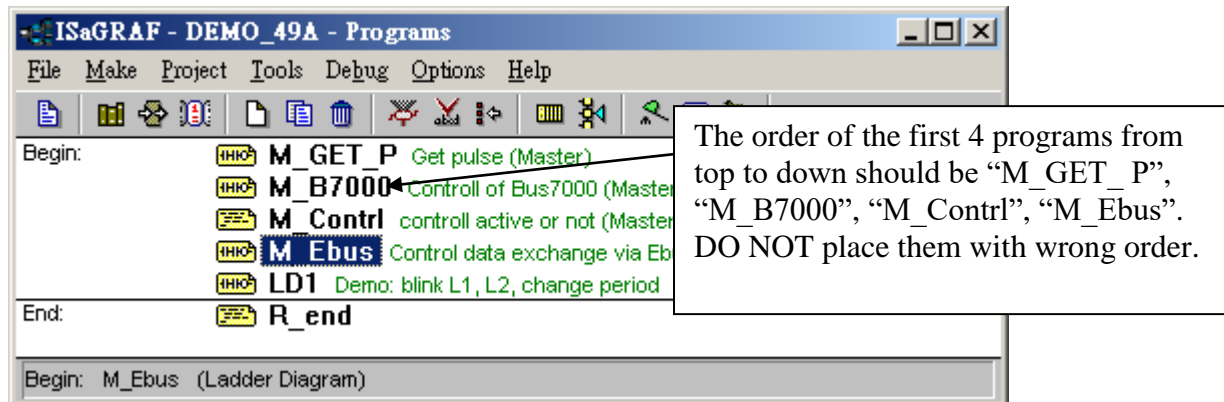 ISaGRAF - DEMO_49A - Programs
File Make Project Tools Debug Options Help
Begin: M_GET_P Get pulse (Master)
M_B7000 Controll of Bus7000 (Master
M_Contrl controll active or not (Master
M_Ebus Control data exchange via Eb
LD1 Demo: blink L1, L2, change period
End: R_end
Begin: M_Ebus (Ladder Diagram)
The order of the first 4 programs from
top to down should be “M_GET_ P”,
“M_B7000”, “M_Contrl”, “M_Ebus”.
DO NOT place them with wrong order.